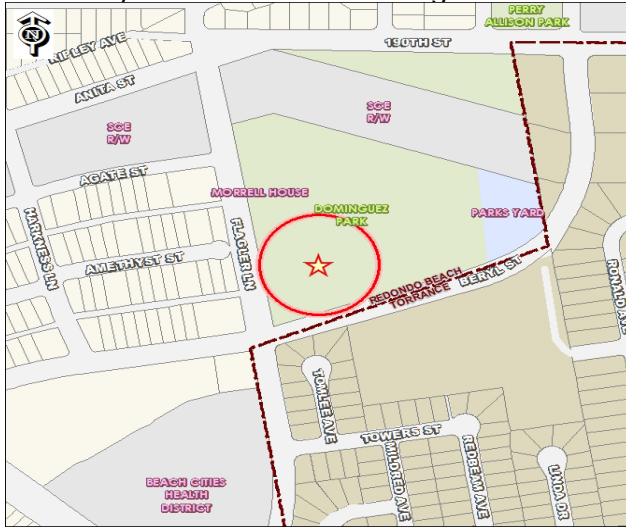 PERRY
ALLISON PARK
N
RIPLEY AVE
190TH ST
ANITA ST
SCE
R/W
SCE
R/W
AGATE ST
MORRELL HOUSE
DOMINGUEZ
PARK
PARKS YARD
HARKNESS LN
FLAGLER LN
AMETHYST ST
REDONDO BEACH
TORRANCE
BERYL ST
RONALD AVE
TOMLEE AVE
TOWERS ST
MILDRED AVE
REDBEAM AVE
LINDA DR
BEACH CITIES
HEALTH
DISTRICT